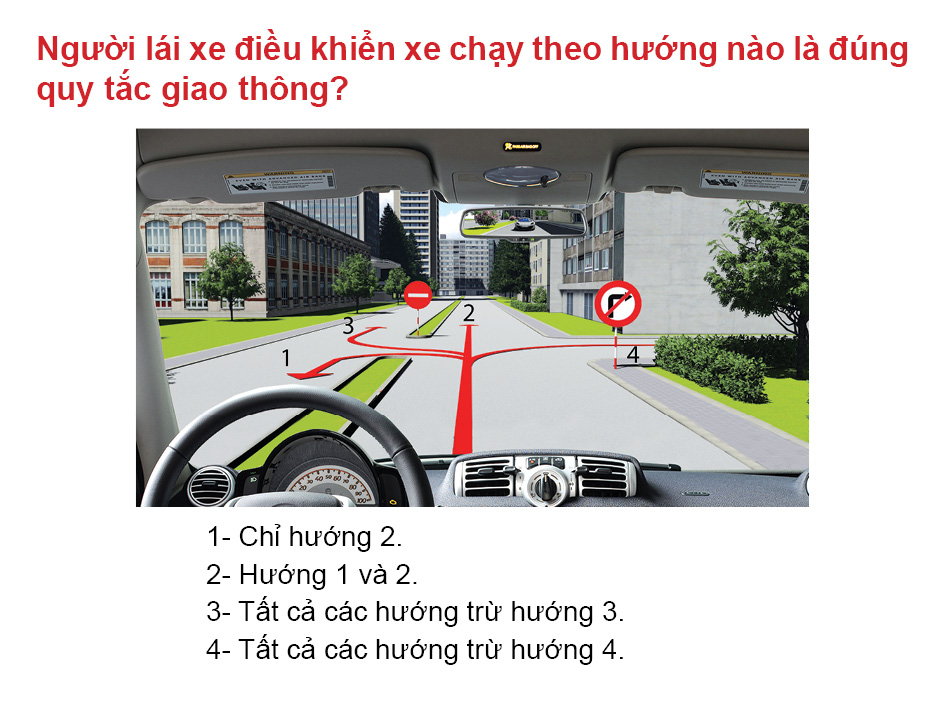 Người lái xe điều khiển xe chạy theo hướng nào là đúng
quy tắc giao thông?
WARNING
WARNING
2
3
1
4
1- Chỉ hướng 2.
2- Hướng 1 và 2.
3- Tất cả các hướng trừ hướng 3.
4- Tất cả các hướng trừ hướng 4.